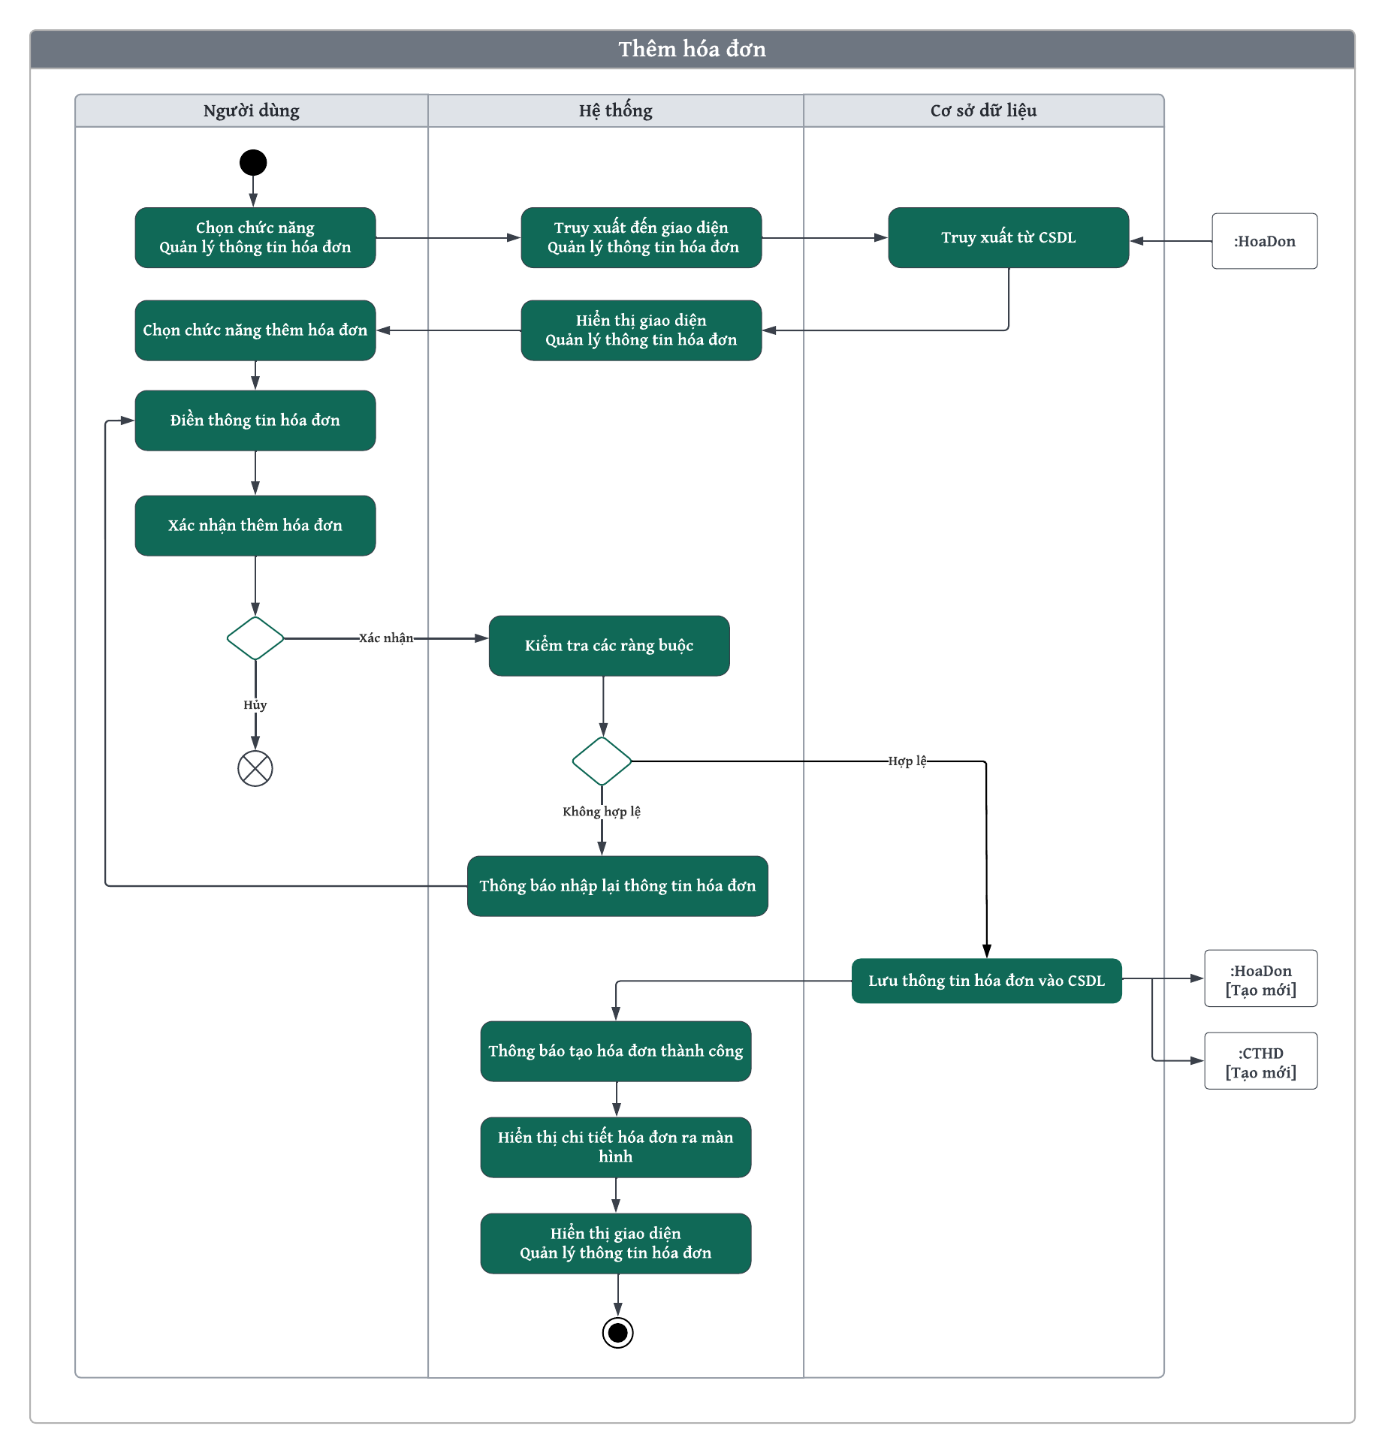 Thêm hóa đơn
Người dùng
Hệ thống
Cơ sở dữ liệu
Chọn chức năng
Quản lý thông tin hóa đơn
Truy xuất đến giao diện
Quản lý thông tin hóa đơn
Truy xuất từ CSDL
:HoaDon
Chọn chức năng thêm hóa đơn
Hiển thị giao diện
Quản lý thông tin hóa đơn
Điền thông tin hóa đơn
Xác nhận thêm hóa đơn
Xác nhận
Kiểm tra các ràng buộc
Hủy
Hợp lệ
Không hợp lệ
Thông báo nhập lại thông tin hóa đơn
Lưu thông tin hóa đơn vào CSDL
:HoaDon
[Tạo mới]
:CTHD
[Tạo mới]
Thông báo tạo hóa đơn thành công
Hiển thị chi tiết hóa đơn ra màn
hình
Hiển thị giao diện
Quản lý thông tin hóa đơn